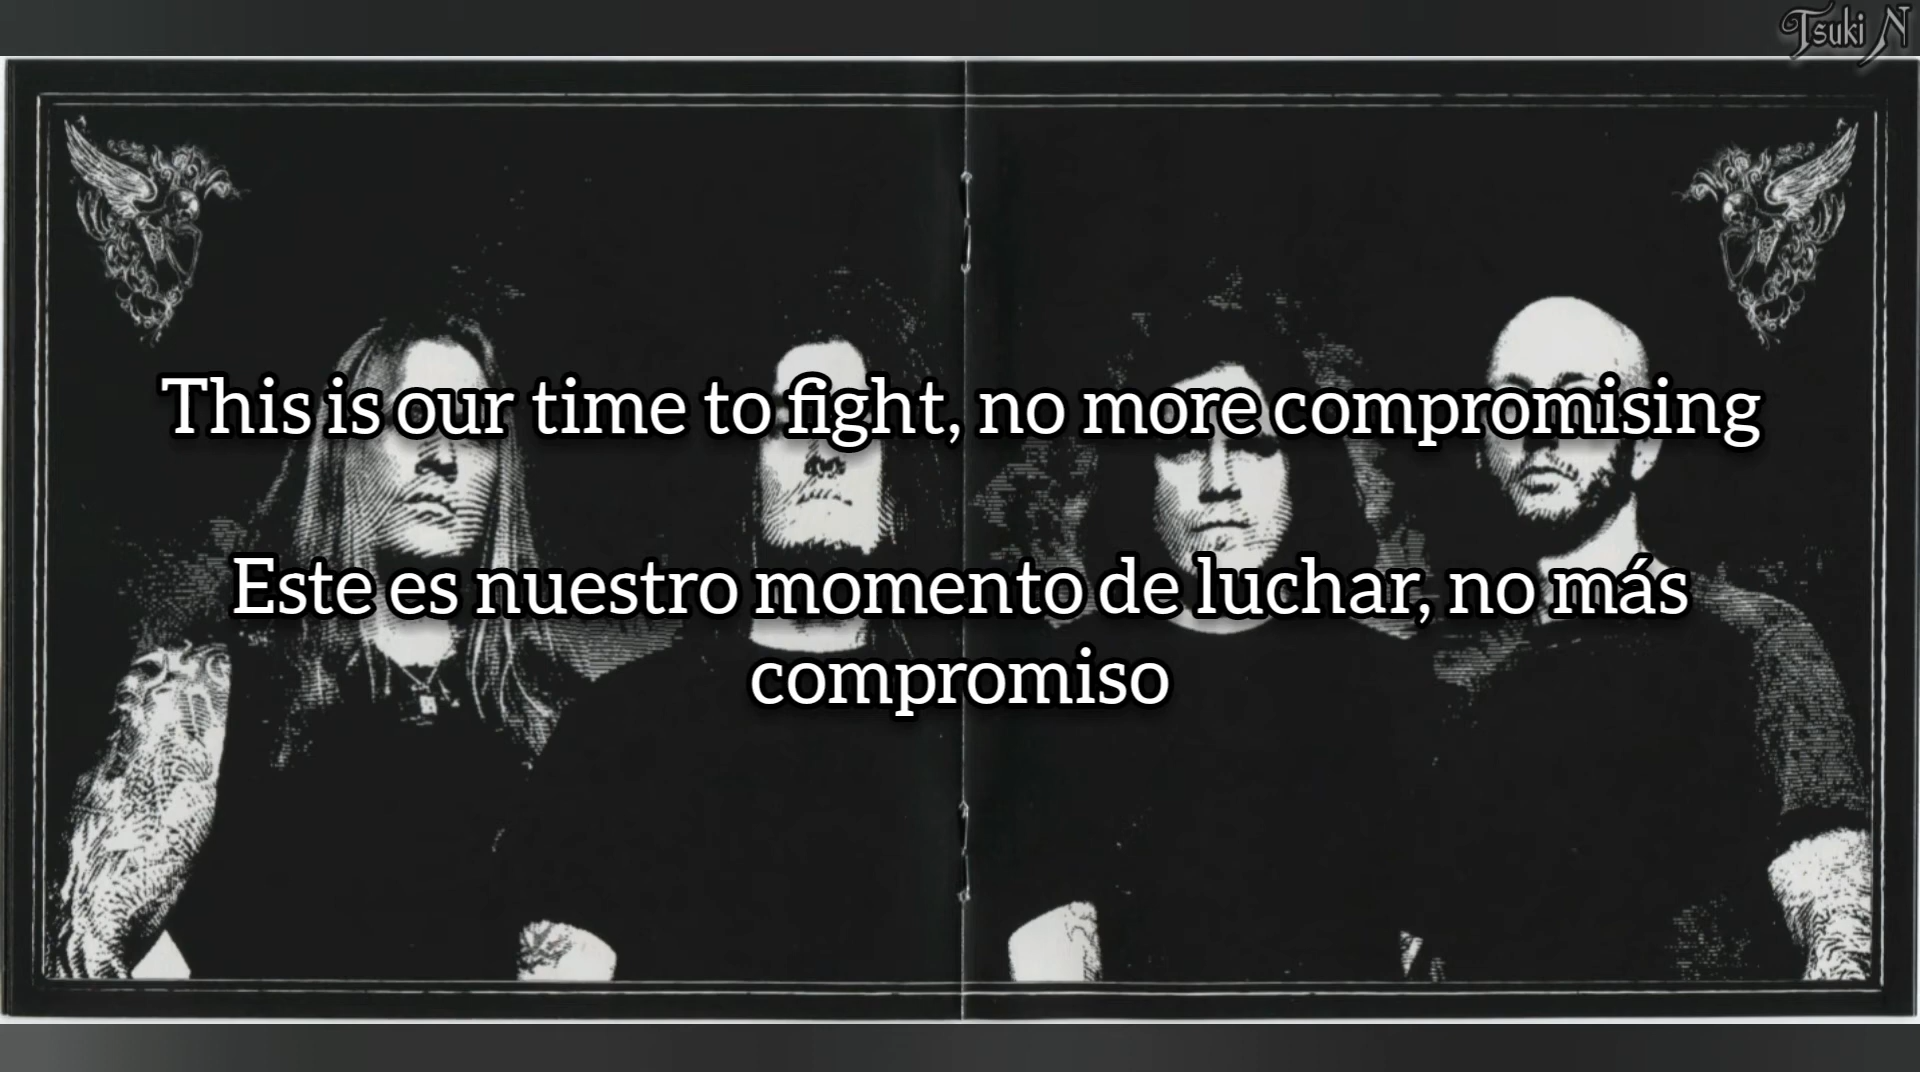 Tsuki N
This is our time to fight, no more compromising
Este es nuestro momento de luchar, no más
compromiso